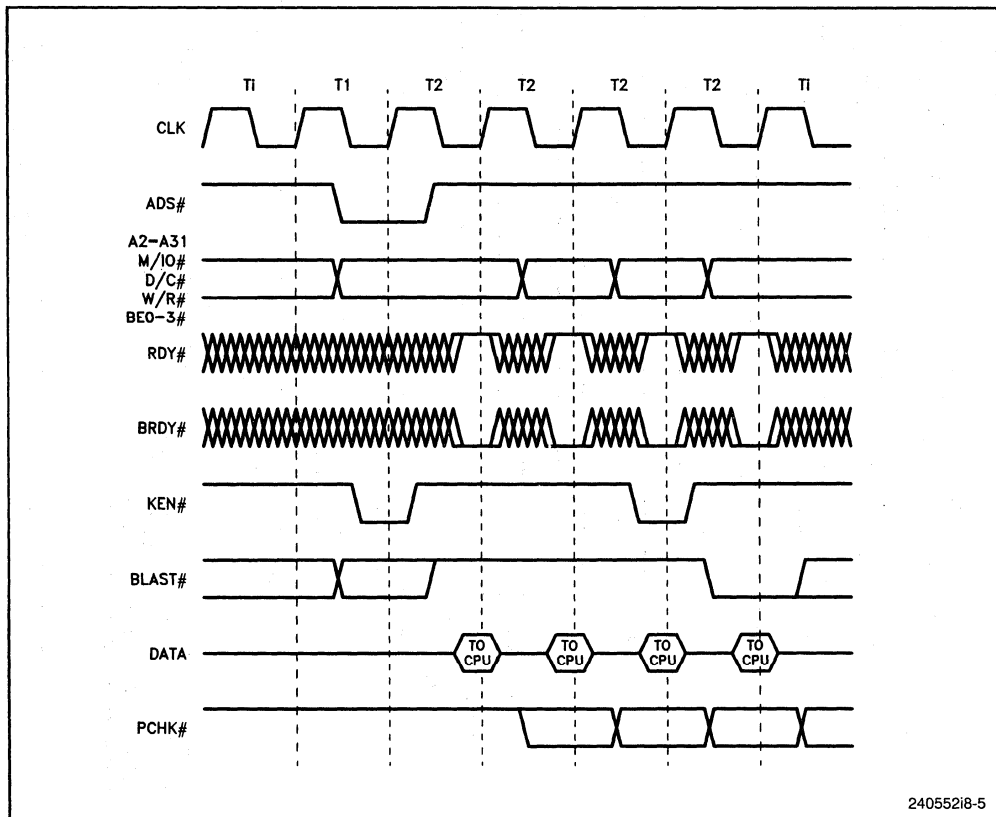 Ti T1 T2 T2 T2 T2 Ti
CLK
ADS#
A2-A31
M/IO#
D/C#
W/R#
BE0-3#
RDY#
BRDY#
KEN#
BLAST#
DATA
TO CPU
TO CPU
TO CPU
TO CPU
PCHK#
240552i8-5